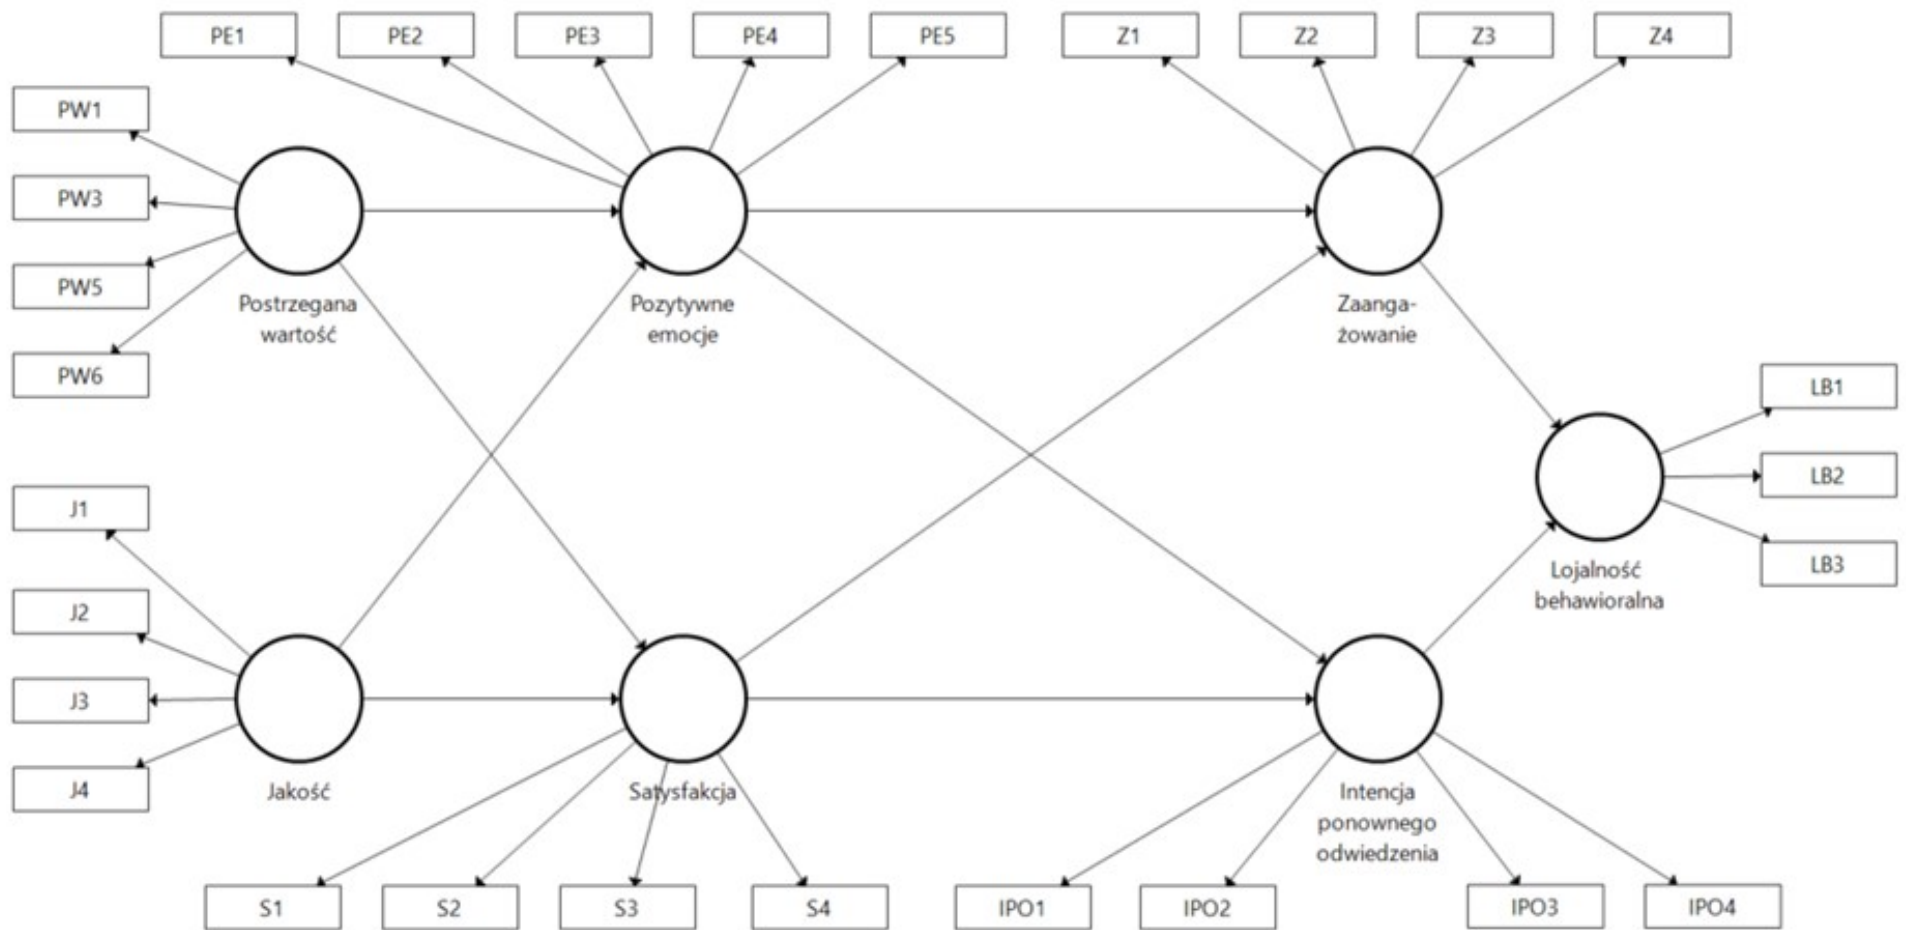 PE1
PE2
PE3
PE4
PE5
Z1
Z2
Z3
Z4
PW1
PW3
PW5
PW6
Postrzegana
wartość
Pozytywne
emocje
Zaanga-
żowanie
LB1
LB2
LB3
Lojalność
behawioralna
J1
J2
J3
J4
Jakość
Satysfakcja
Intencja
ponownego
odwiedzenia
S1
S2
S3
S4
IPO1
IPO2
IPO3
IPO4